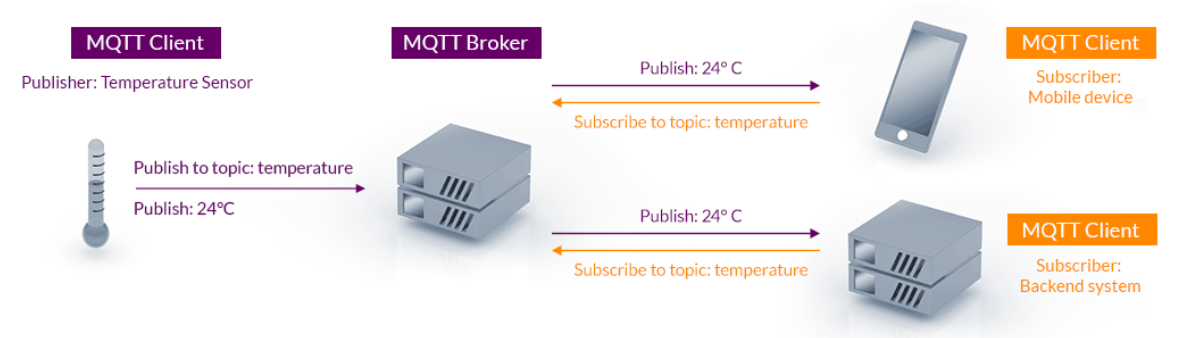 MQTT Client
Publisher: Temperature Sensor
Publish to topic: temperature
Publish: 24°C
MQTT Broker
Publish: 24° C
Subscribe to topic: temperature
MQTT Client
Subscriber:
Mobile device
Publish: 24° C
Subscribe to topic: temperature
MQTT Client
Subscriber:
Backend system